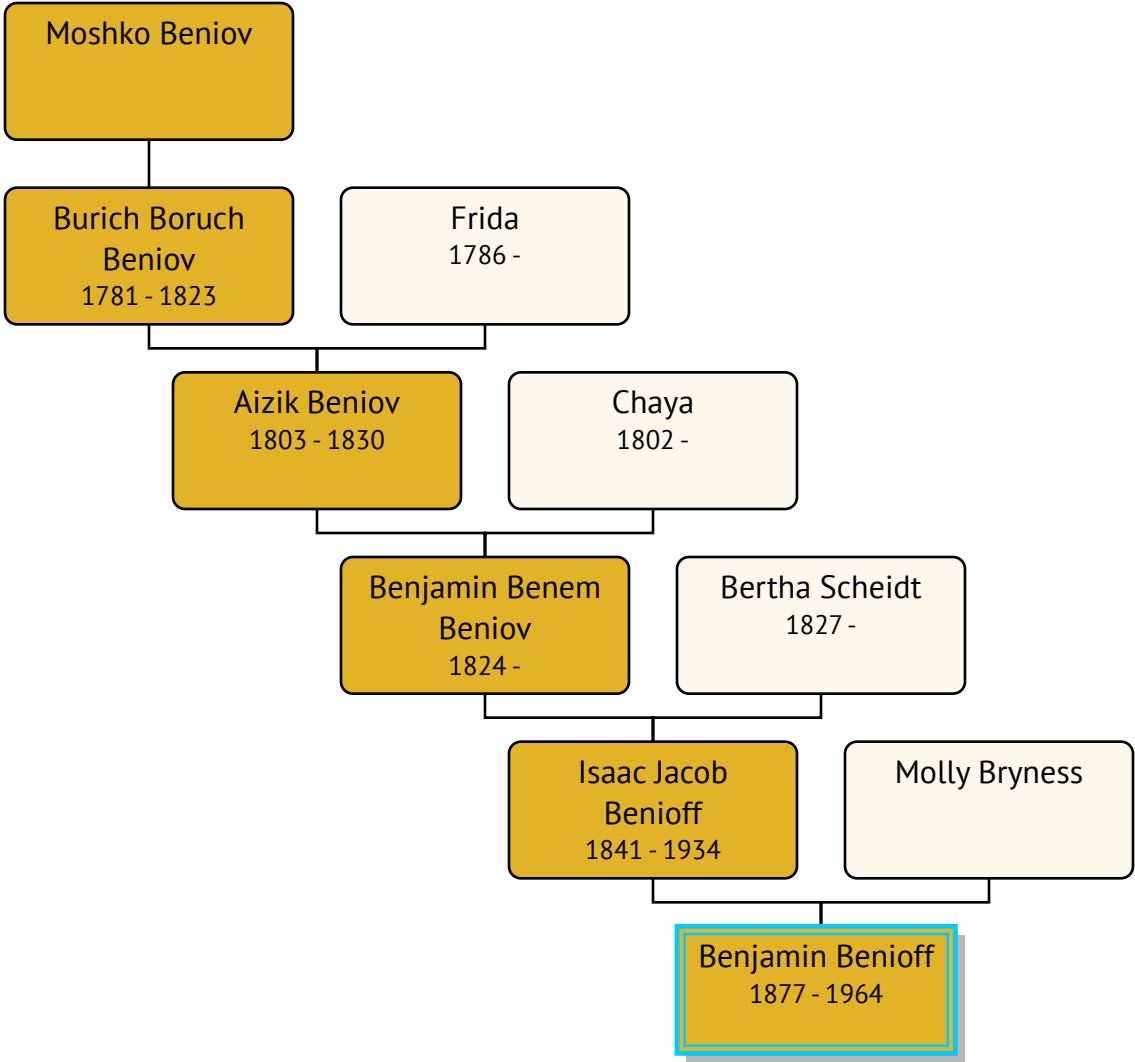 Moshko Beniov
Burich Boruch
Beniov
1781 - 1823
Frida
1786 -
Aizik Beniov
1803 - 1830
Chaya
1802 -
Benjamin Benem
Beniov
1824 -
Bertha Scheidt
1827 -
Isaac Jacob
Benioff
1841 - 1934
Molly Bryness
Benjamin Benioff
1877 - 1964